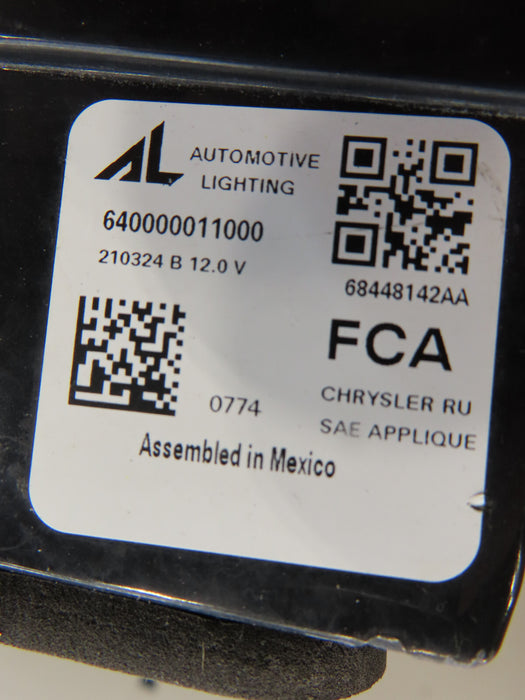 AL AUTOMOTIVE
LIGHTING
640000011000
210324 B 12.0 V
68448142AA
FCA
0774
CHRYSLER RU
SAE APPLIQUE
Assembled in Mexico